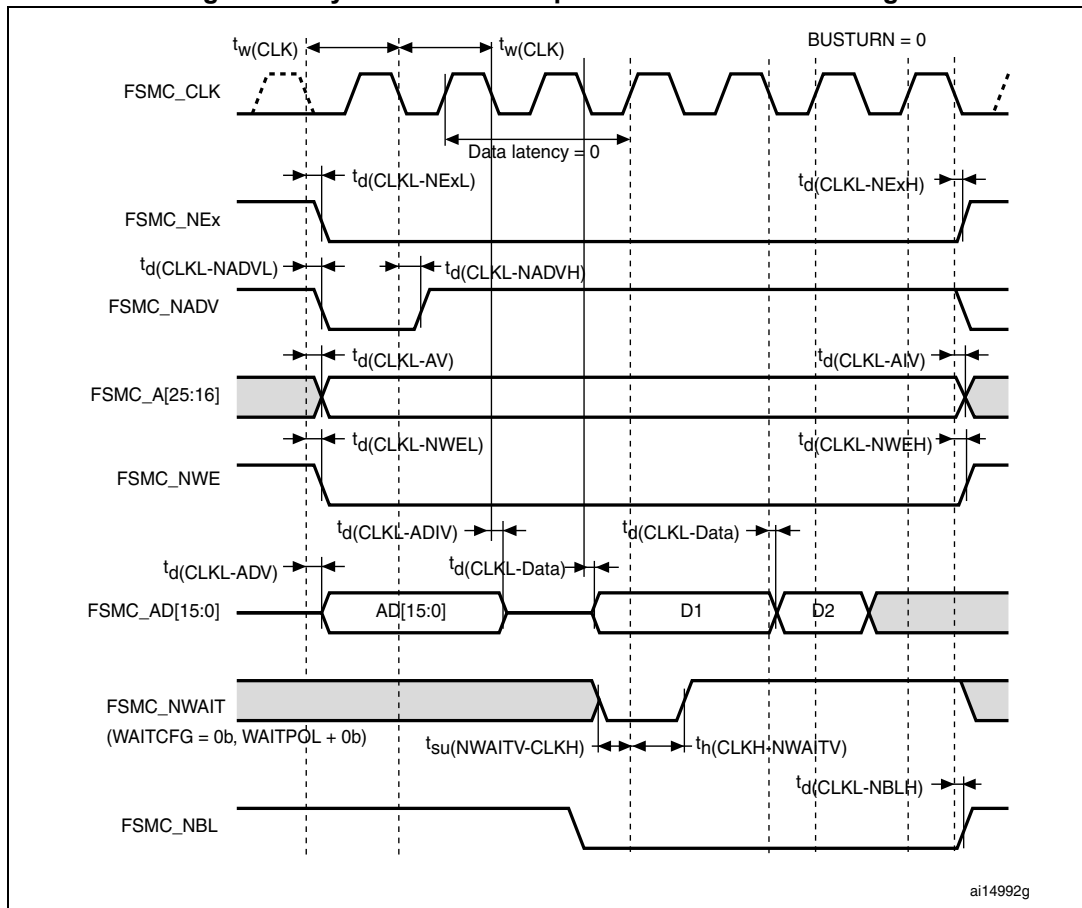 tw(CLK)
tw(CLK)
BUSTURN = 0
FSMC_CLK
Data latency = 0
td(CLKL-NExL)
td(CLKL-NExH)
FSMC_NEx
td(CLKL-NADVL)
td(CLKL-NADVH)
FSMC_NADV
td(CLKL-AV)
td(CLKL-AIV)
FSMC_A[25:16]
td(CLKL-NWEL)
td(CLKL-NWEH)
FSMC_NWE
td(CLKL-ADIV)
td(CLKL-Data)
td(CLKL-ADV)
td(CLKL-Data)
FSMC_AD[15:0]
AD[15:0]
D1
D2
FSMC_NWAIT
(WAITCFG = 0b, WAITPOL + 0b)
tsu(NWAITV-CLKH)
th(CLKH-NWAITV)
td(CLKL-NBLH)
FSMC_NBL
ai14992g